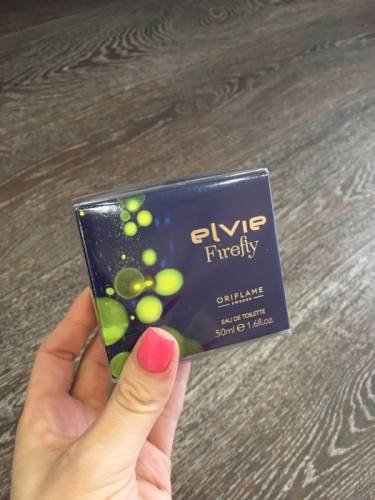 elvie
Firefly
ORIFLAME
SWEDEN
EAU DE TOILETTE
50ml e 1.6fl.oz.